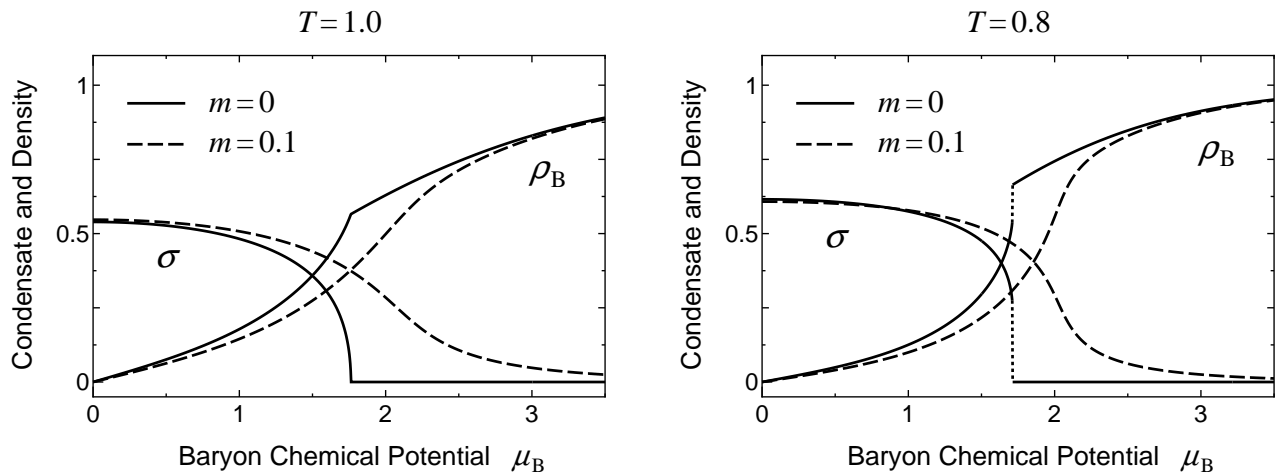 T = 1.0
m = 0
m = 0.1
ρB
σ
Condensate and Density
0
0.5
1
0 1 2 3
Baryon Chemical Potential μB
T = 0.8
m = 0
m = 0.1
ρB
σ
Condensate and Density
0
0.5
1
0 1 2 3
Baryon Chemical Potential μB